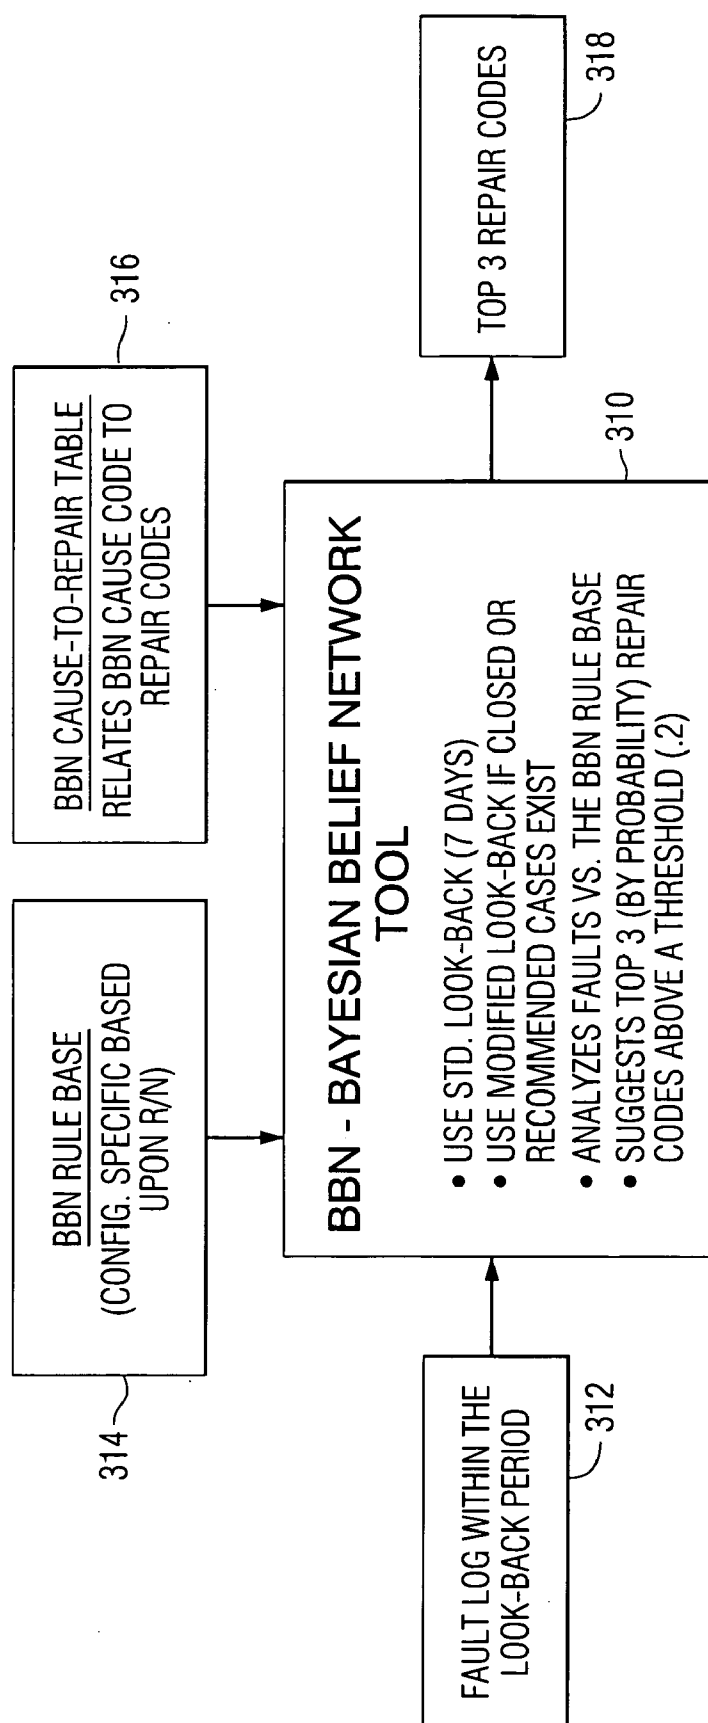 BBN RULE BASE
(CONFIG. SPECIFIC BASED
UPON R/N)
314
BBN CAUSE-TO-REPAIR TABLE
RELATES BBN CAUSE CODE TO
REPAIR CODES
316
FAULT LOG WITHIN THE
LOOK-BACK PERIOD
312
BBN - BAYESIAN BELIEF NETWORK
TOOL
• USE STD. LOOK-BACK (7 DAYS)
• USE MODIFIED LOOK-BACK IF CLOSED OR
RECOMMENDED CASES EXIST
• ANALYZES FAULTS VS. THE BBN RULE BASE
• SUGGESTS TOP 3 (BY PROBABILITY) REPAIR
CODES ABOVE A THRESHOLD (.2)
310
TOP 3 REPAIR CODES
318